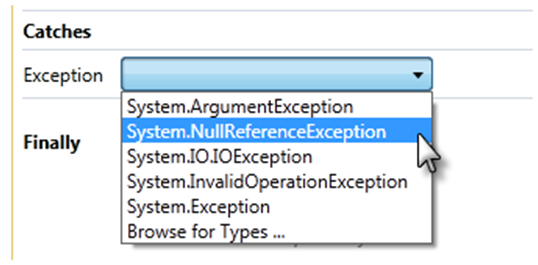 Catches
Exception
System.ArgumentException
System.NullReferenceException
Finally
System.IO.IOException
System.InvalidOperationException
System.Exception
Browse for Types ...